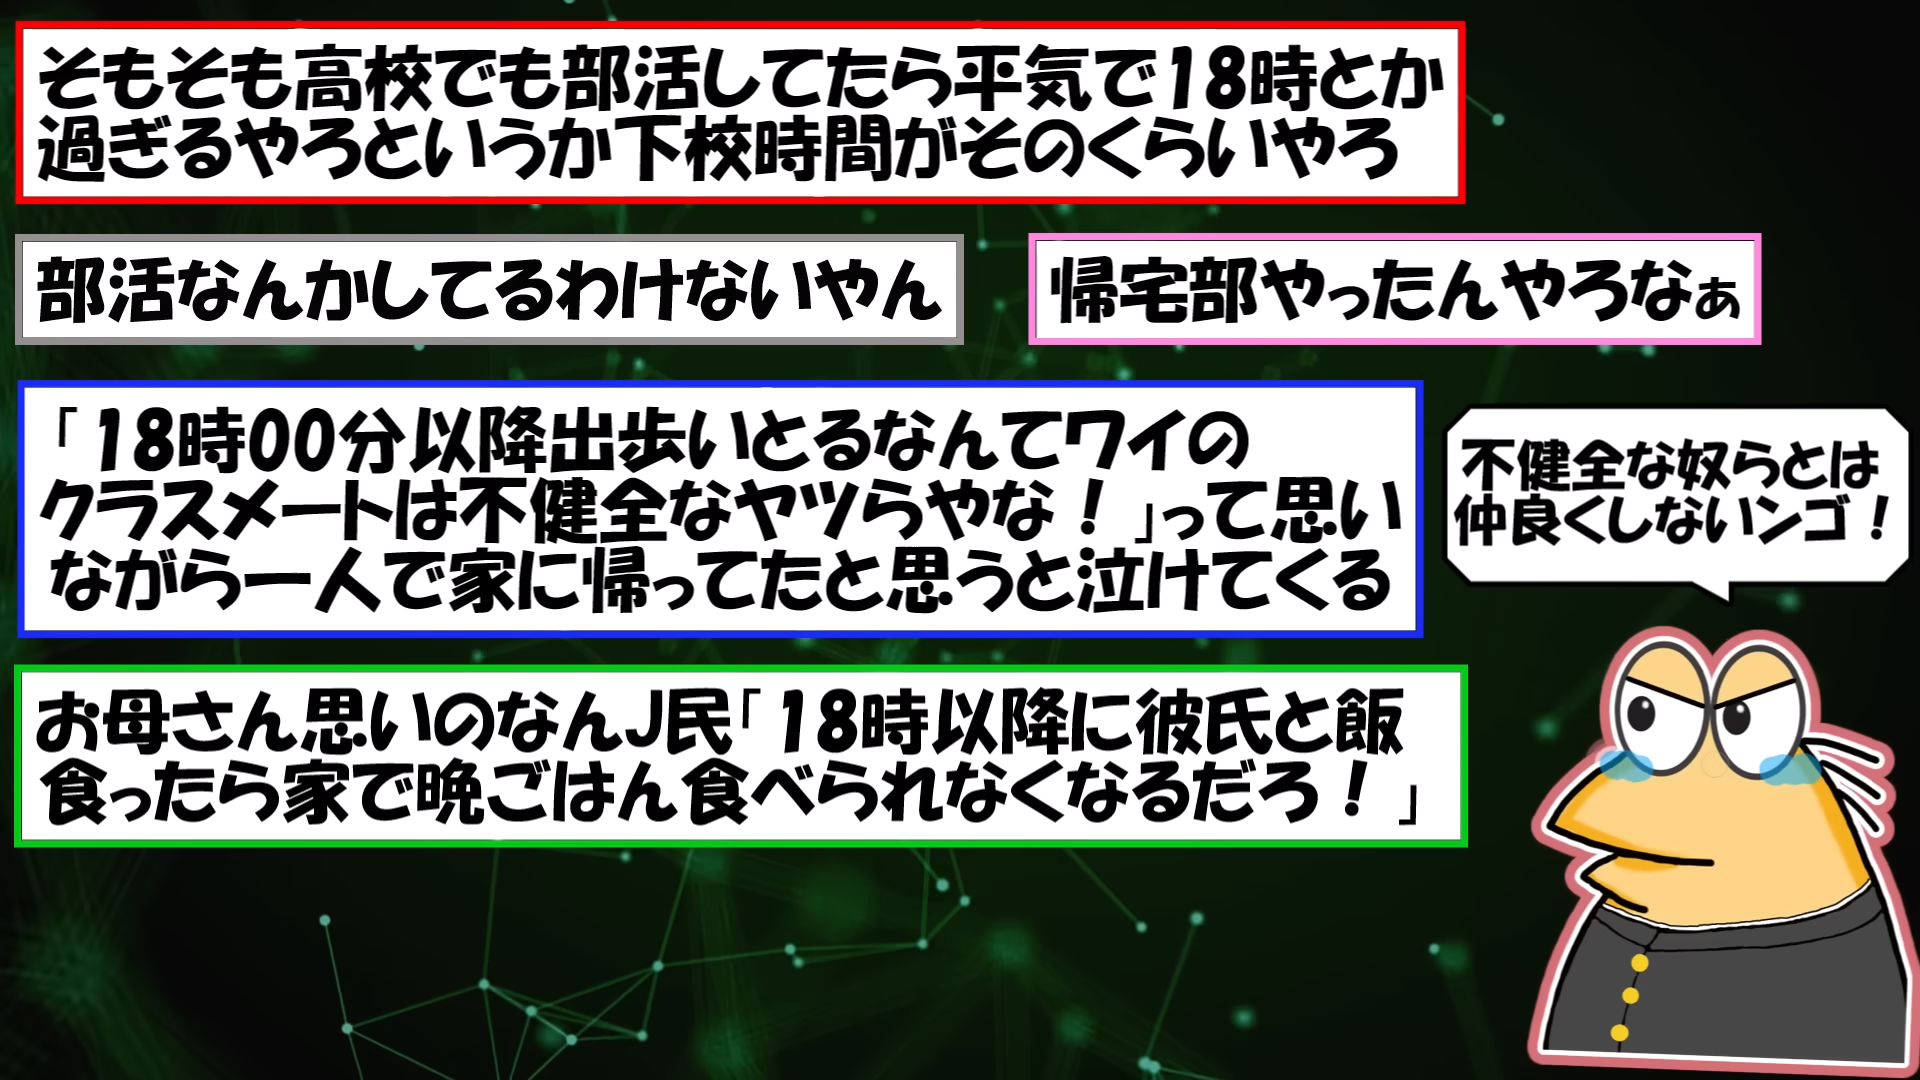 そもそも高校でも部活してたら平気で18時とか
過ぎるやろというか下校時間がそのくらいやろ
部活なんかしてるわけないやん
帰宅部やったんやろなぁ
「18時00分以降出歩いとるなんてワイの
クラスメートは不健全なヤツらやな！」って思い
ながら一人で家に帰ってたと思うと泣けてくる
不健全な奴らとは
仲良くしないンゴ！
お母さん思いのなんJ民「18時以降に彼氏と飯
食ったら家で晩ごはん食べられなくなるだろ！」